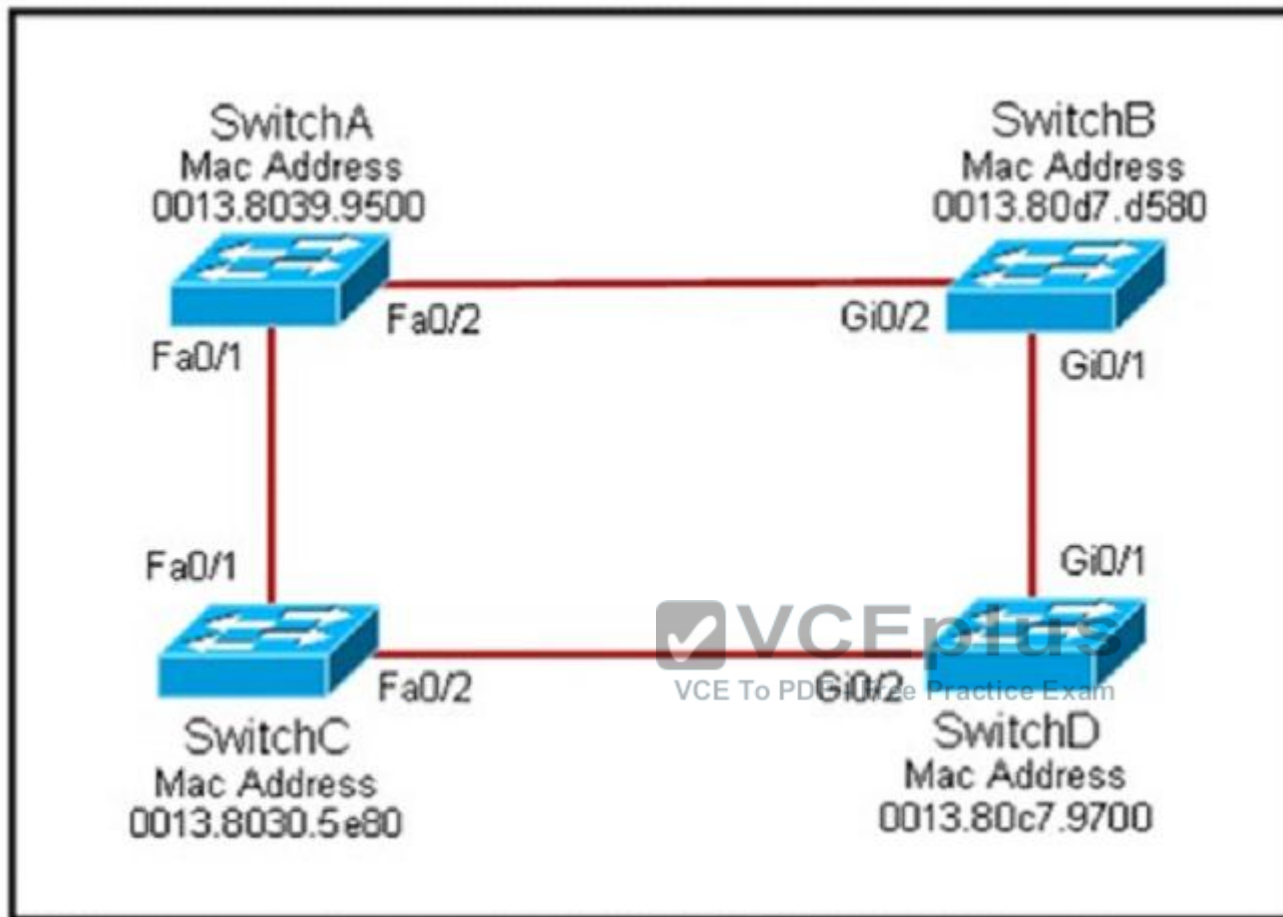 SwitchA
Mac Address
0013.8039.9500
SwitchB
Mac Address
0013.80d7.d580
Fa0/2
Gi0/2
Fa0/1
Gi0/1
Fa0/1
Gi0/1
Fa0/2
Gi0/2
VCEplus
VCE To PDF Free Practice Exam
SwitchC
Mac Address
0013.8030.5e80
SwitchD
Mac Address
0013.80c7.9700